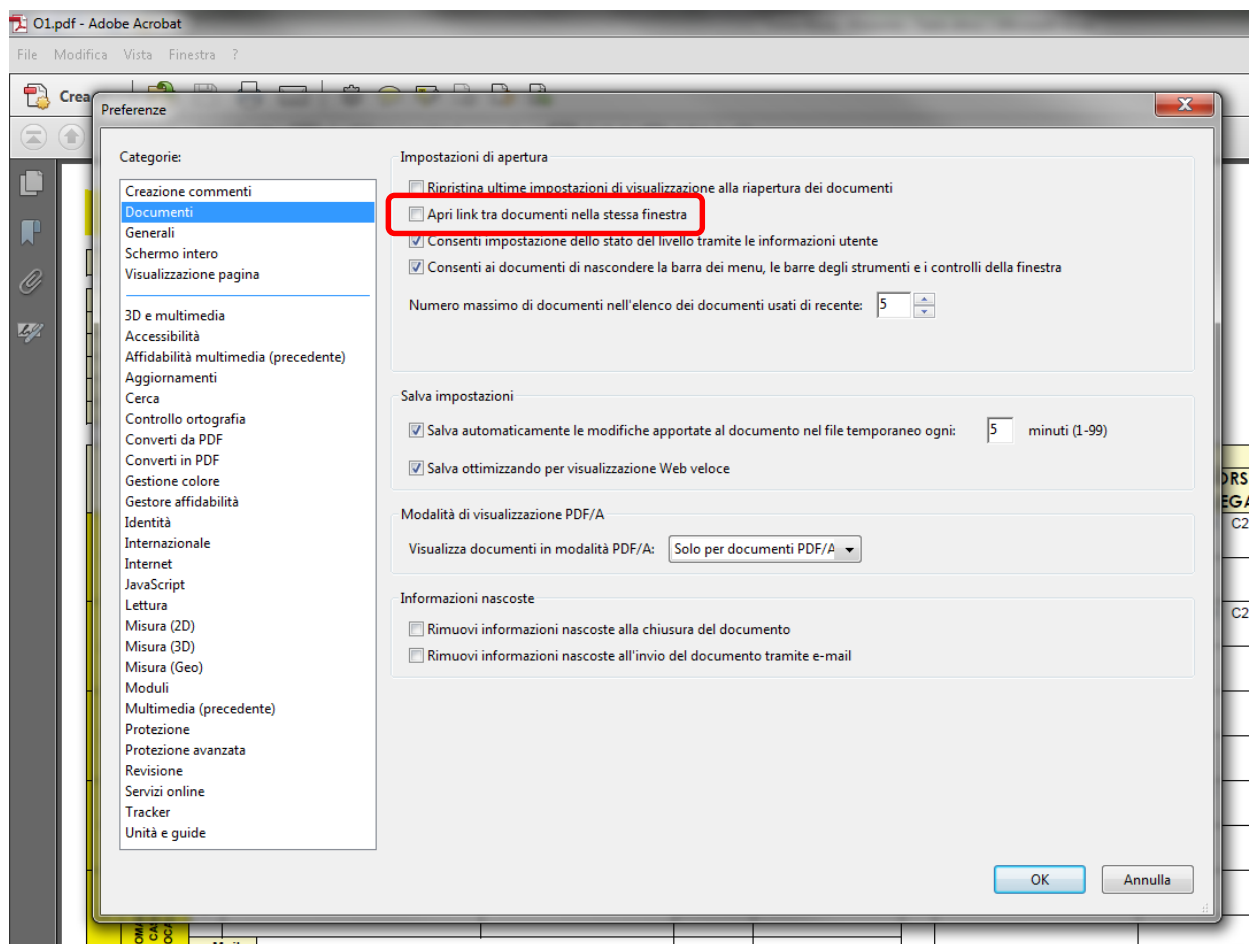 O1.pdf - Adobe Acrobat
File Modifica Vista Finestra ?
Crea
Preferenze
Categorie:
Creazione commenti
Documenti
Generali
Schermo intero
Visualizzazione pagina
3D e multimedia
Accessibilità
Affidabilità multimedia (precedente)
Aggiornamenti
Cerca
Controllo ortografia
Converti da PDF
Converti in PDF
Gestione colore
Gestore affidabilità
Identità
Internazionale
Internet
JavaScript
Lettura
Misura (2D)
Misura (3D)
Misura (Geo)
Moduli
Multimedia (precedente)
Protezione
Protezione avanzata
Revisione
Servizi online
Tracker
Unità e guide
Impostazioni di apertura
Ripristina ultime impostazioni di visualizzazione alla riapertura dei documenti
Apri link tra documenti nella stessa finestra
Consenti impostazione dello stato del livello tramite le informazioni utente
Consenti ai documenti di nascondere la barra dei menu, le barre degli strumenti e i controlli della finestra
Numero massimo di documenti nell'elenco dei documenti usati di recente: 5
Salva impostazioni
Salva automaticamente le modifiche apportate al documento nel file temporaneo ogni: 5 minuti (1-99)
Salva ottimizzando per visualizzazione Web veloce
Modalità di visualizzazione PDF/A
Visualizza documenti in modalità PDF/A: Solo per documenti PDF/A
Informazioni nascoste
Rimuovi informazioni nascoste alla chiusura del documento
Rimuovi informazioni nascoste all'invio del documento tramite e-mail
OK Annulla
C2
C2